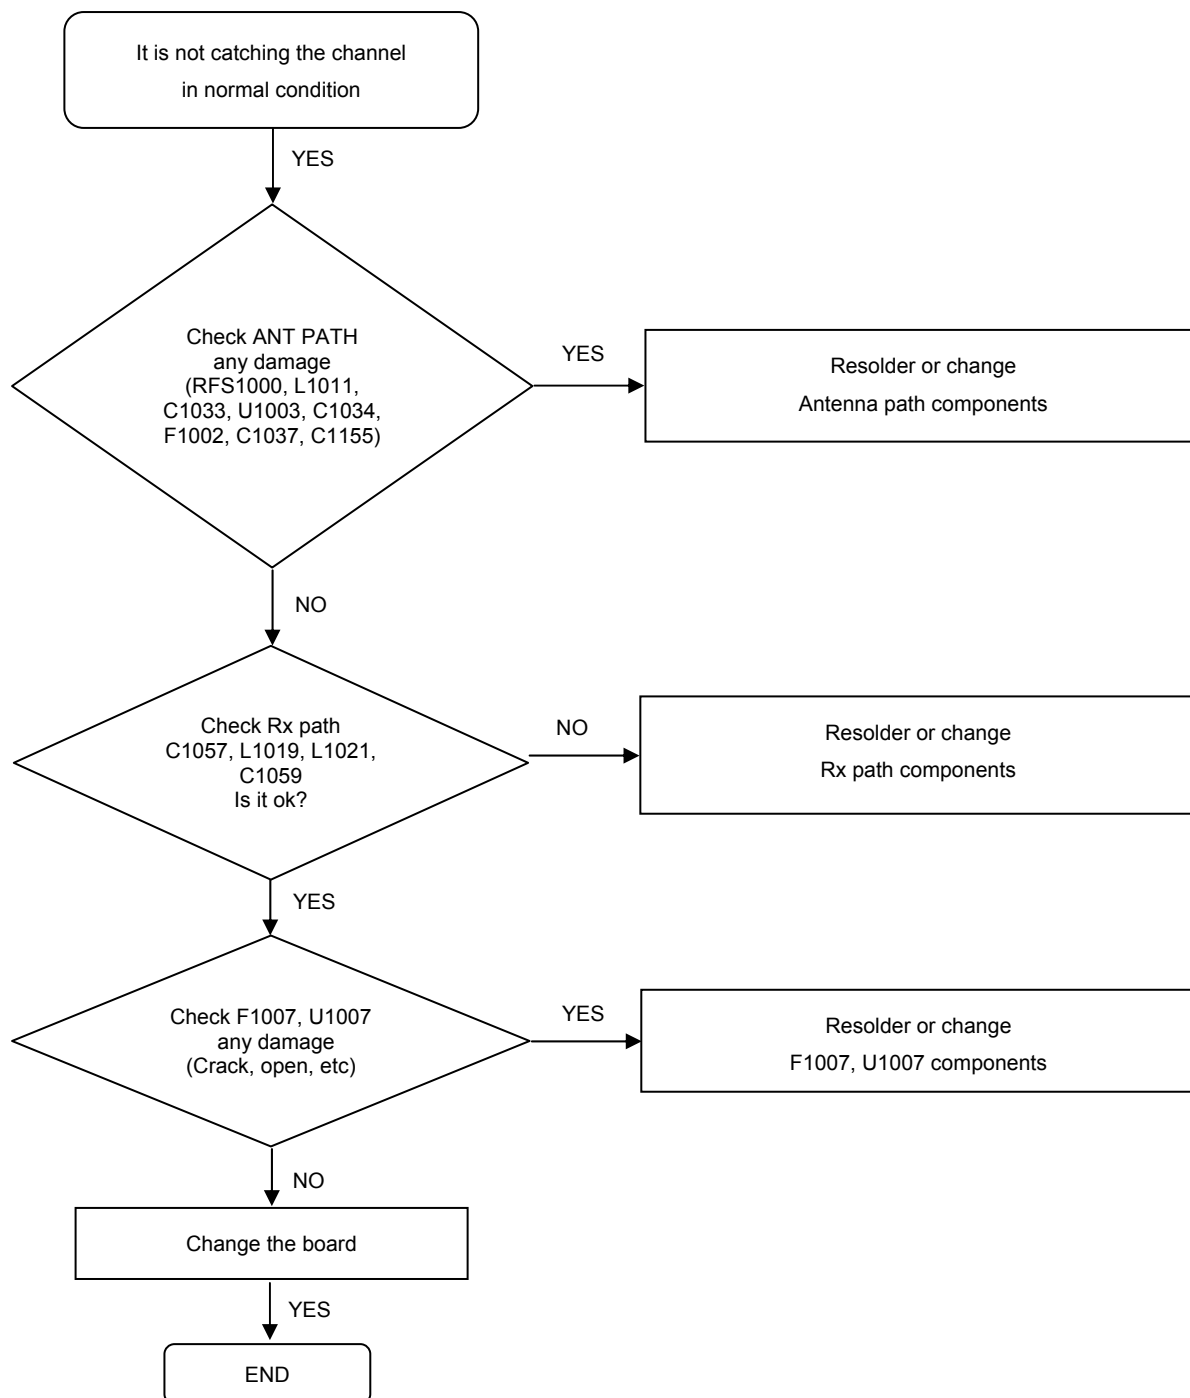 It is not catching the channel
in normal condition
YES
Check ANT PATH
any damage
(RFS1000, L1011,
C1033, U1003, C1034,
F1002, C1037, C1155)
YES
Resolder or change
Antenna path components
NO
Check Rx path
C1057, L1019, L1021,
C1059
Is it ok?
NO
Resolder or change
Rx path components
YES
Check F1007, U1007
any damage
(Crack, open, etc)
YES
Resolder or change
F1007, U1007 components
NO
Change the board
YES
END